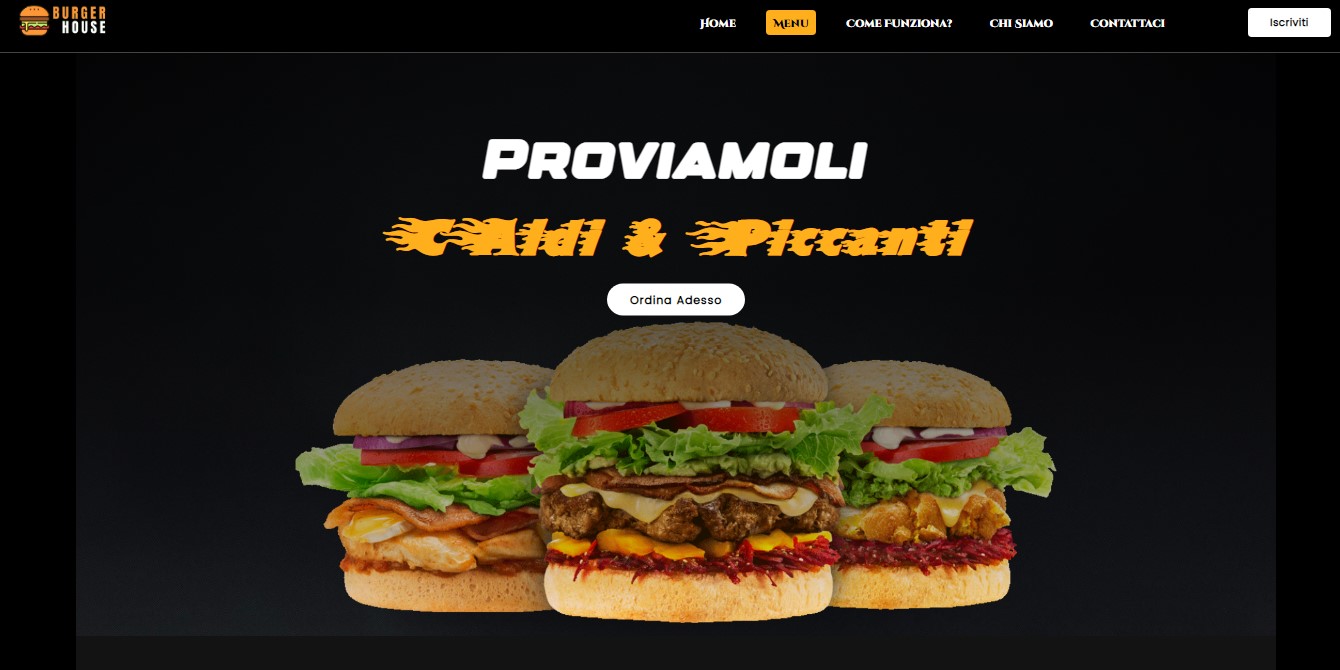 BURGER
HOUSE
Home
Menu
Come Funziona?
Chi Siamo
Contattaci
Iscriviti
Proviamoli
CAldi & Piccanti
Ordina Adesso